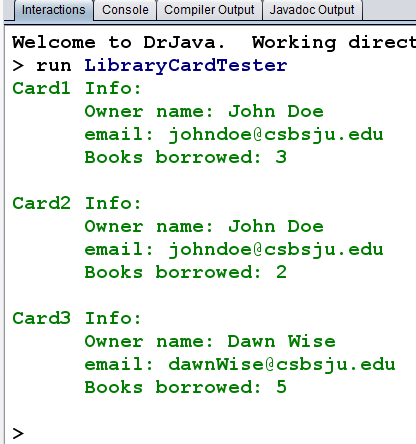 Interactions Console Compiler Output Javadoc Output
Welcome to DrJava.  Working direct
> run LibraryCardTester
Card1 Info:
      Owner name: John Doe
      email: johndoe@csbsju.edu
      Books borrowed: 3
Card2 Info:
      Owner name: John Doe
      email: johndoe@csbsju.edu
      Books borrowed: 2
Card3 Info:
      Owner name: Dawn Wise
      email: dawnWise@csbsju.edu
      Books borrowed: 5
>